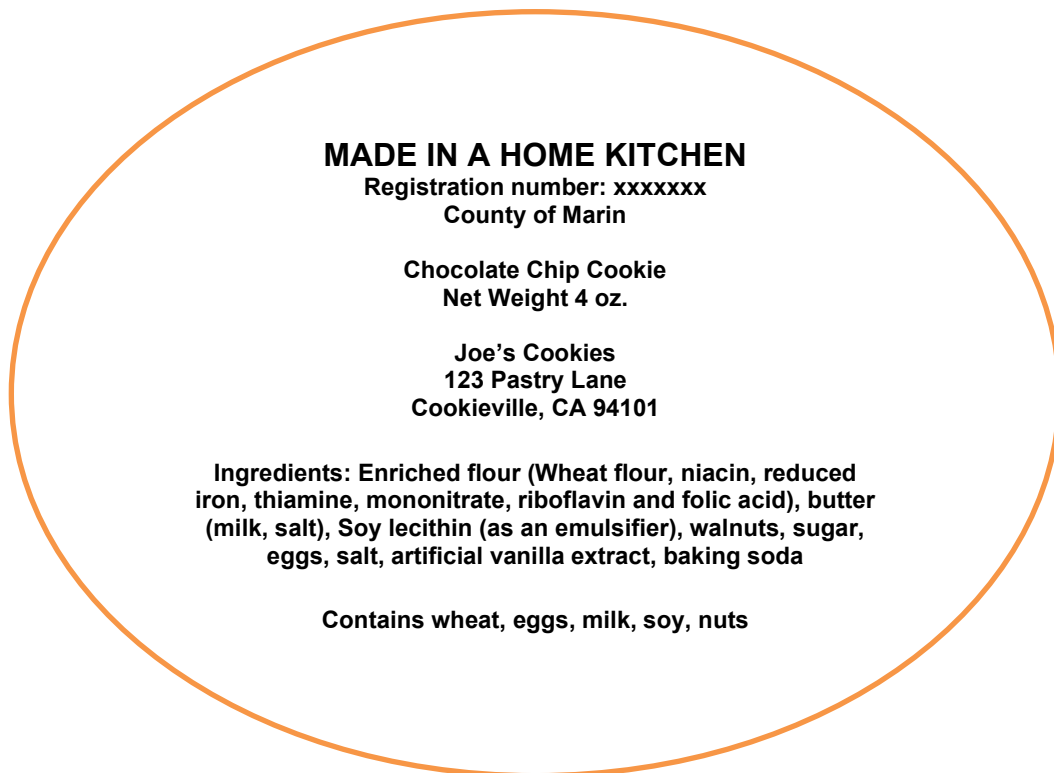 MADE IN A HOME KITCHEN
Registration number: xxxxxxx
County of Marin
Chocolate Chip Cookie
Net Weight 4 oz.
Joe’s Cookies
123 Pastry Lane
Cookieville, CA 94101
Ingredients: Enriched flour (Wheat flour, niacin, reduced
iron, thiamine, mononitrate, riboflavin and folic acid), butter
(milk, salt), Soy lecithin (as an emulsifier), walnuts, sugar,
eggs, salt, artificial vanilla extract, baking soda
Contains wheat, eggs, milk, soy, nuts